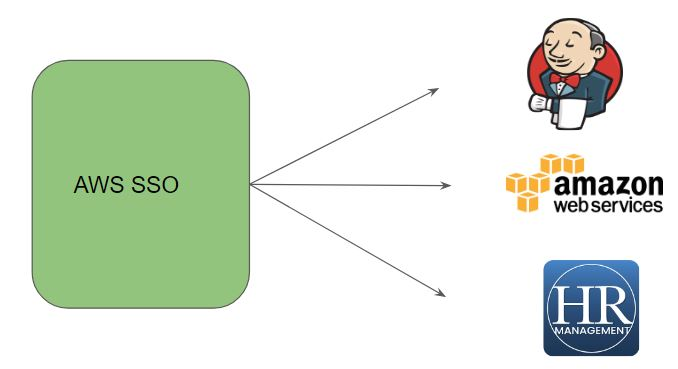 AWS SSO
amazon
web services
HR
MANAGEMENT